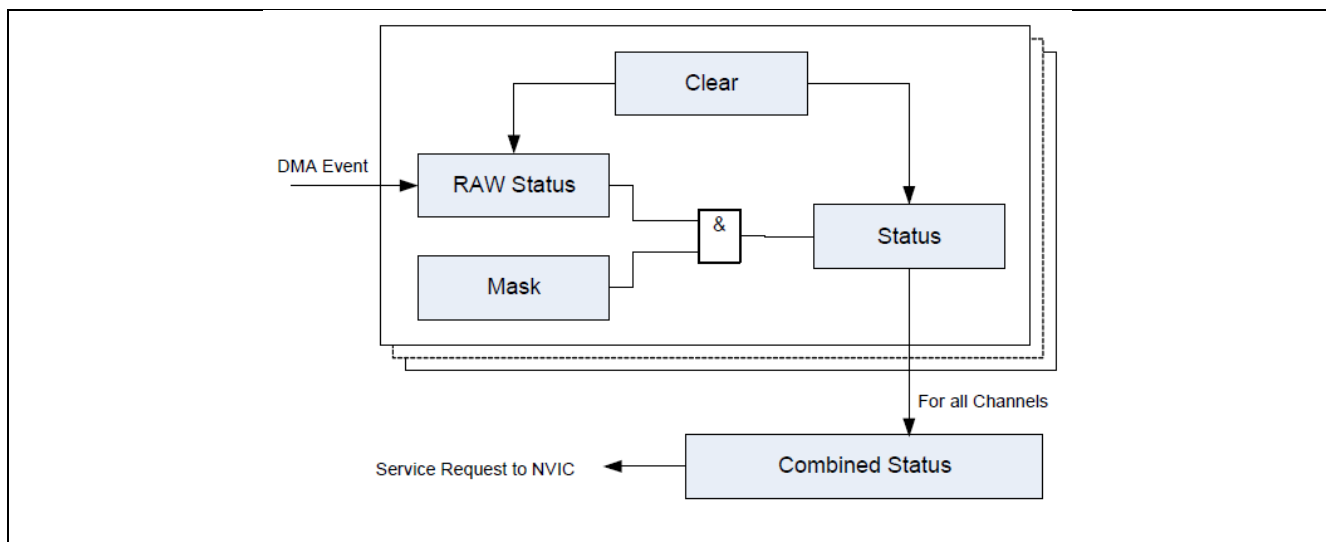 Clear
DMA Event
RAW Status
&
Status
Mask
For all Channels
Combined Status
Service Request to NVIC